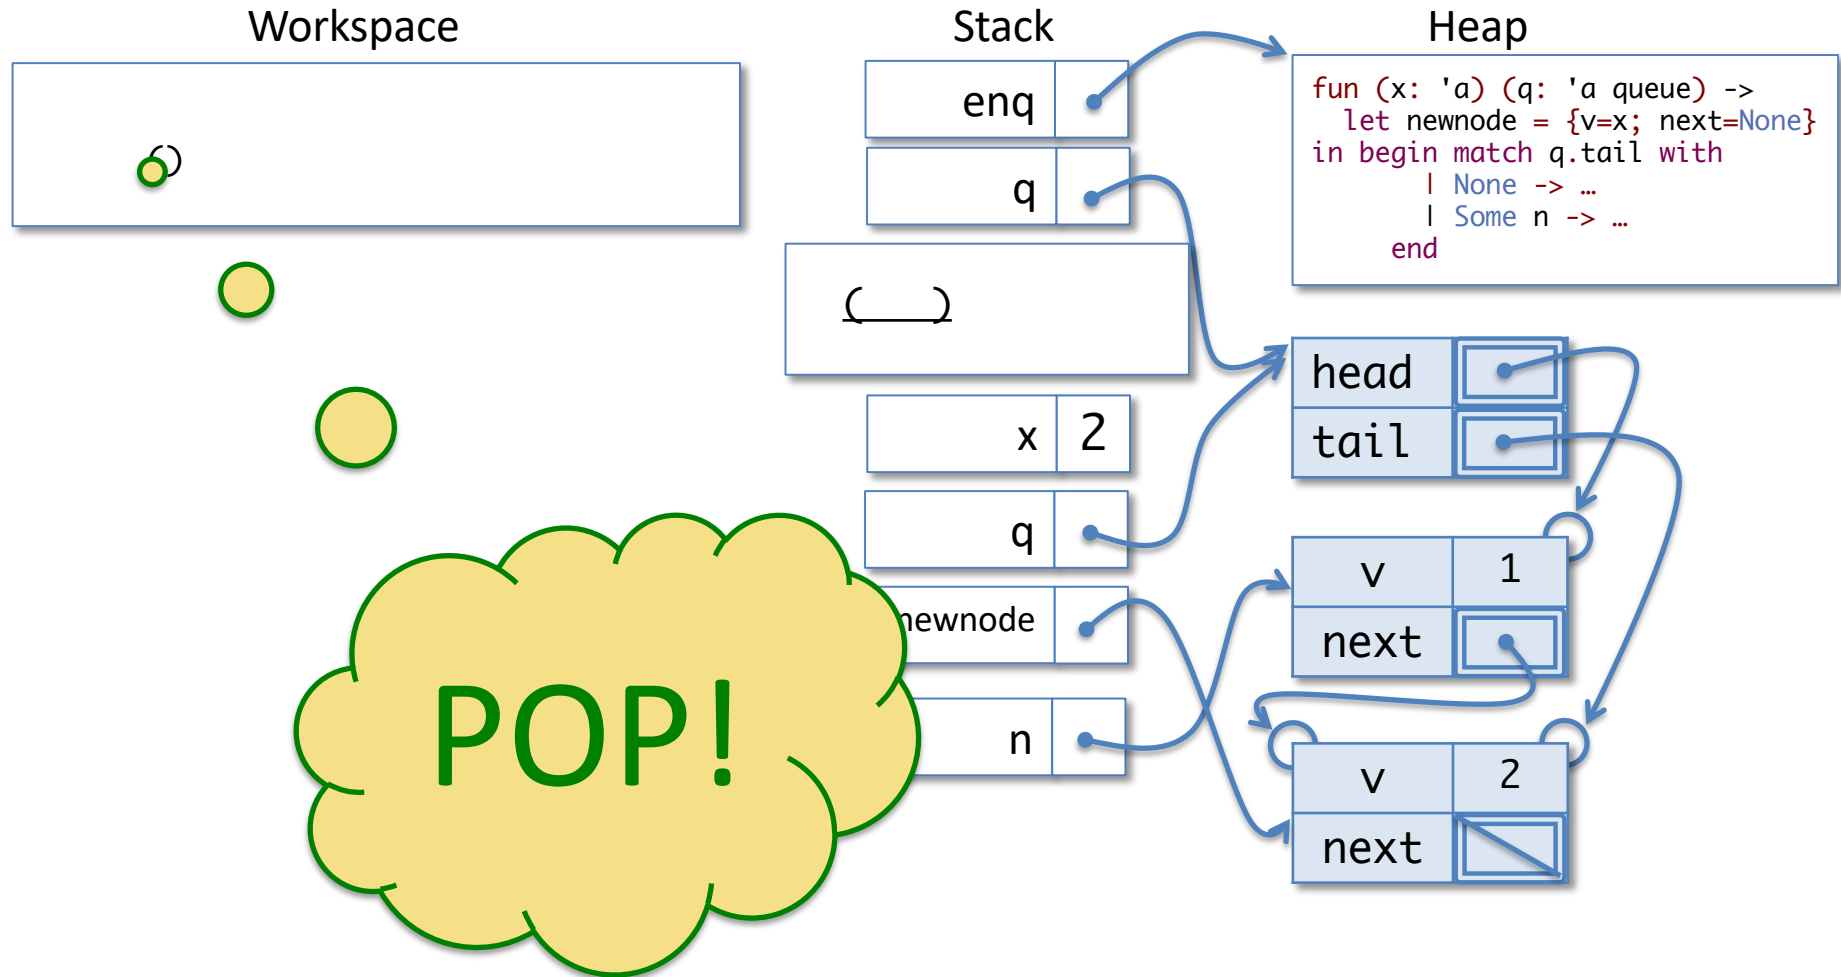 Workspace
Stack
Heap
()
enq
q
(____)
x 2
q
newnode
n
POP!
fun (x: 'a) (q: 'a queue) ->
let newnode = {v=x; next=None}
in begin match q.tail with
| None -> …
| Some n -> …
end
head
tail
v 1
next
v 2
next